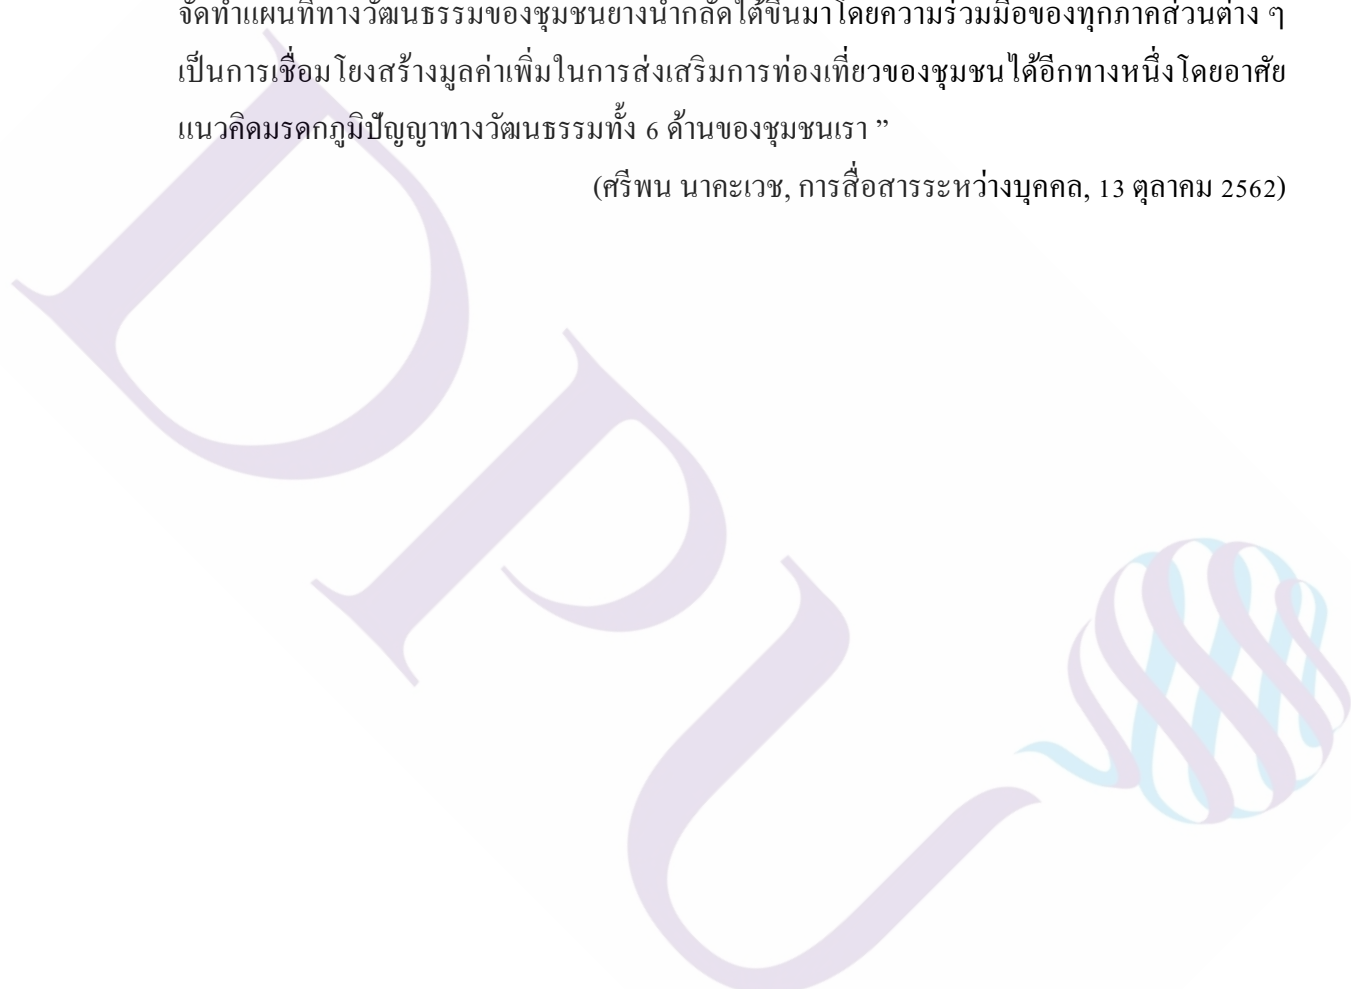 จัดทำแผนที่ทางวัฒนธรรมของชุมชนยางน้ำกลัดใต้ขึ้นมาโดยความร่วมมือของทุกภาคส่วนต่าง ๆ
เป็นการเชื่อมโยงสร้างมูลค่าเพิ่มในการส่งเสริมการท่องเที่ยวของชุมชนได้อีกทางหนึ่งโดยอาศัย
แนวคิดมรดกภูมิปัญญาทางวัฒนธรรมทั้ง 6 ด้านของชุมชนเรา ”
(ศรีพน นาคะเวช, การสื่อสารระหว่างบุคคล, 13 ตุลาคม 2562)
DPU